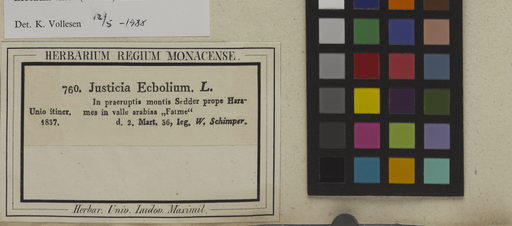 Det. K. Vollesen 12/5 -1988
HERBARIUM REGIUM MONACENSE.
760. Justicia Ecbolium. L.
In praeruptis montis Sedder prope Hara-
Unio itiner. mes in valle arabiae „Fatme“
1837. d. 2. Mart. 36, leg. W. Schimper.
Herbar. Univ. Ludov. Maximil.